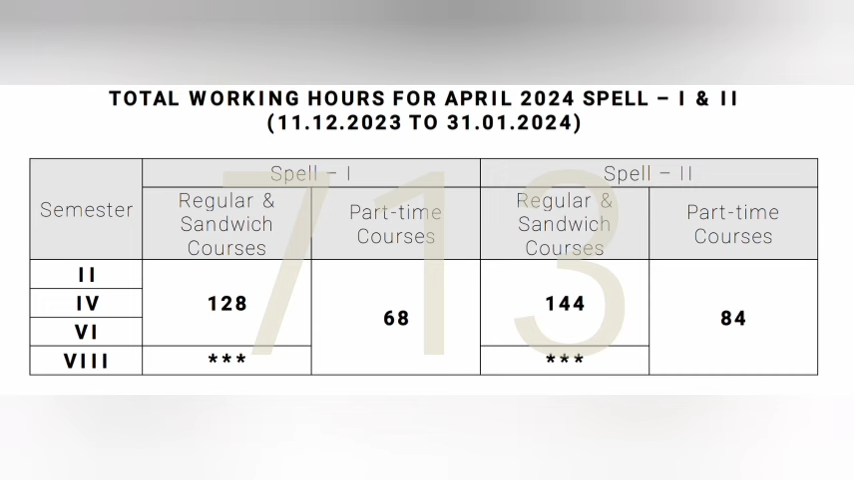 TOTAL WORKING HOURS FOR APRIL 2024 SPELL – I & II
(11.12.2023 TO 31.01.2024)
Semester
Spell – I
Spell – II
Regular &
Sandwich
Courses
Part-time
Courses
Regular &
Sandwich
Courses
Part-time
Courses
II
IV
VI
VIII
128
***
68
144
***
84
713